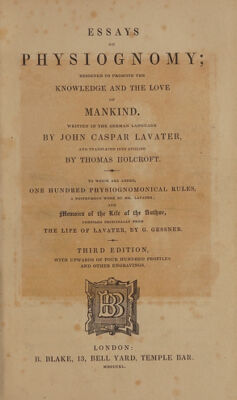 ESSAYS
ON
PHYSIOGNOMY;
DESIGNED TO PROMOTE THE
KNOWLEDGE AND THE LOVE
OF
MANKIND.
WRITTEN IN THE GERMAN LANGUAGE
BY JOHN CASPAR LAVATER,
AND TRANSLATED INTO ENGLISH
BY THOMAS HOLCROFT.
TO WHICH ARE ADDED,
ONE HUNDRED PHYSIOGNOMONICAL RULES,
A POSTHUMOUS WORK BY MR. LAVATER;
AND
Memoirs of the Life of the Author,
COMPILED PRINCIPALLY FROM
THE LIFE OF LAVATER, BY G. GESSNER.
THIRD EDITION,
WITH UPWARDS OF FOUR HUNDRED PROFILES
AND OTHER ENGRAVINGS.
BB
LONDON:
B. BLAKE, 13, BELL YARD, TEMPLE BAR.
MDCCCXL.